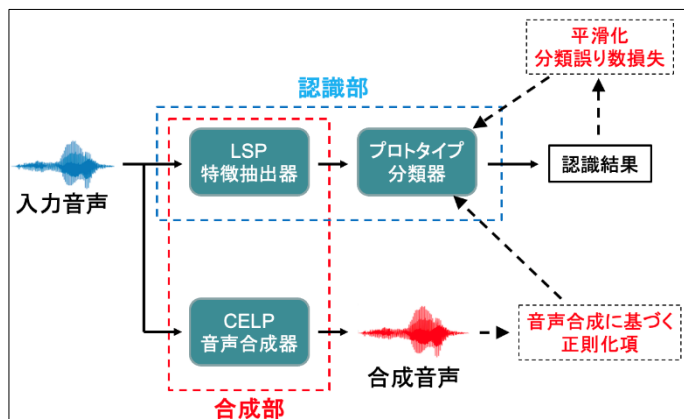 平滑化
分類誤り数損失
認識部
LSP
特徴抽出器
プロトタイプ
分類器
認識結果
入力音声
CELP
音声合成器
合成音声
音声合成に基づく
正則化項
合成部